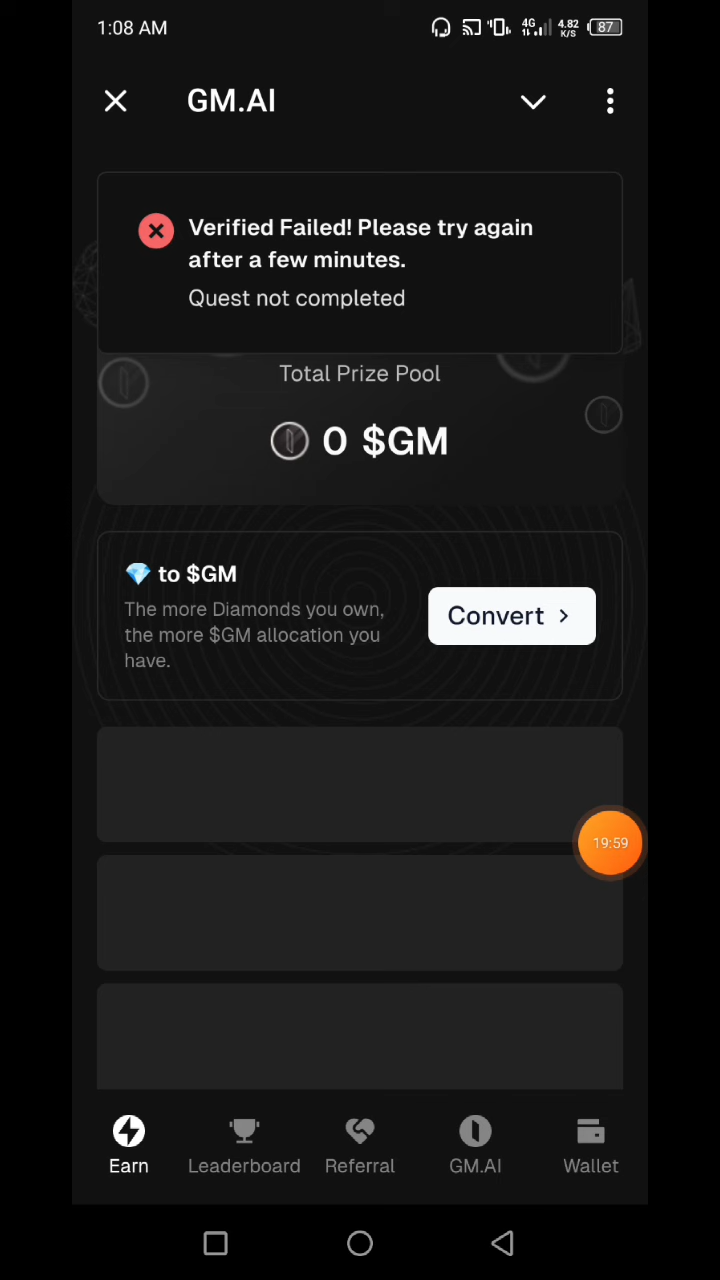 1:08 AM 4G 4.82 K/S 87
GM.AI
Verified Failed! Please try again
after a few minutes.
Quest not completed
Total Prize Pool
0 $GM
💎 to $GM
The more Diamonds you own,
the more $GM allocation you
have.
Convert >
19:59
Earn Leaderboard Referral GM.AI Wallet